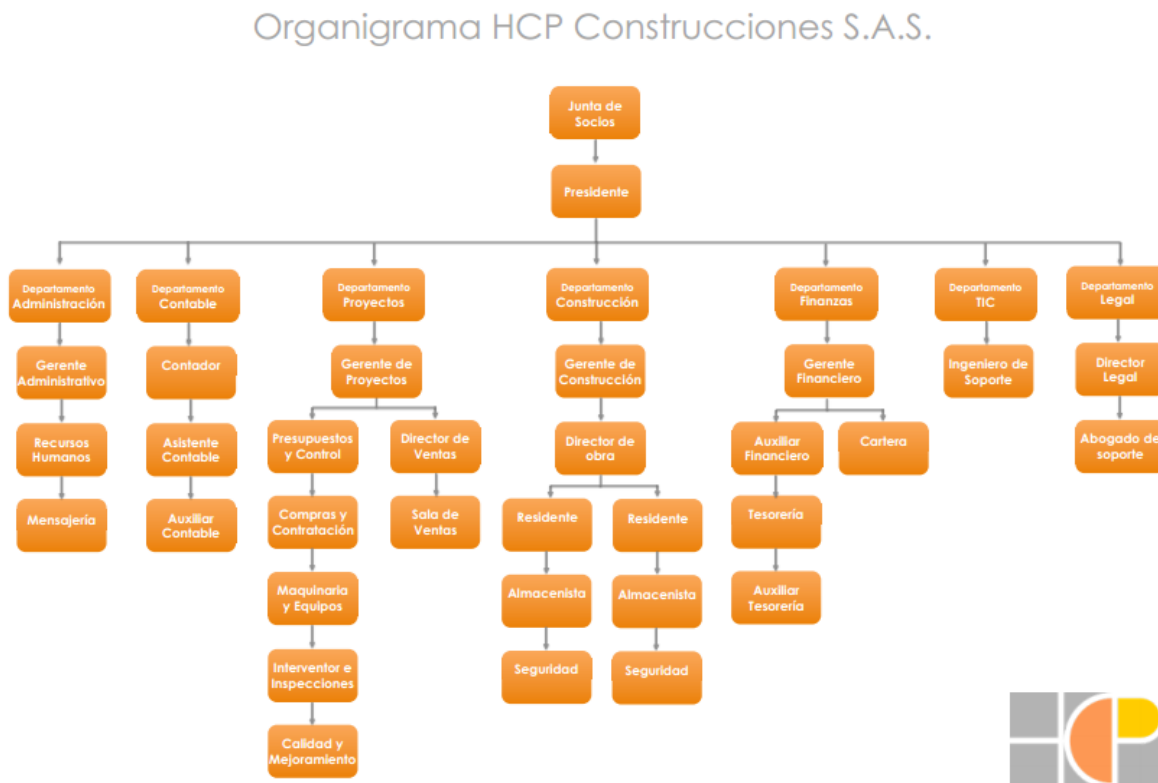 Organigrama HCP Construcciones S.A.S.
Junta de
Socios
Presidente
Departamento
Administración
Departamento
Contable
Departamento
Proyectos
Departamento
Construcción
Departamento
Finanzas
Departamento
TIC
Departamento
Legal
Gerente
Administrativo
Contador
Gerente de
Proyectos
Gerente de
Construcción
Gerente
Financiero
Ingeniero de
Soporte
Director
Legal
Recursos
Humanos
Asistente
Contable
Presupuestos
y Control
Director de
Ventas
Director de
obra
Auxiliar
Financiero
Cartera
Abogado de
soporte
Mensajería
Auxiliar
Contable
Compras y
Contratación
Sala de
Ventas
Residente
Residente
Tesorería
Maquinaria
y Equipos
Almacenista
Almacenista
Auxiliar
Tesorería
Interventor e
Inspecciones
Seguridad
Seguridad
Calidad y
Mejoramiento
HCP